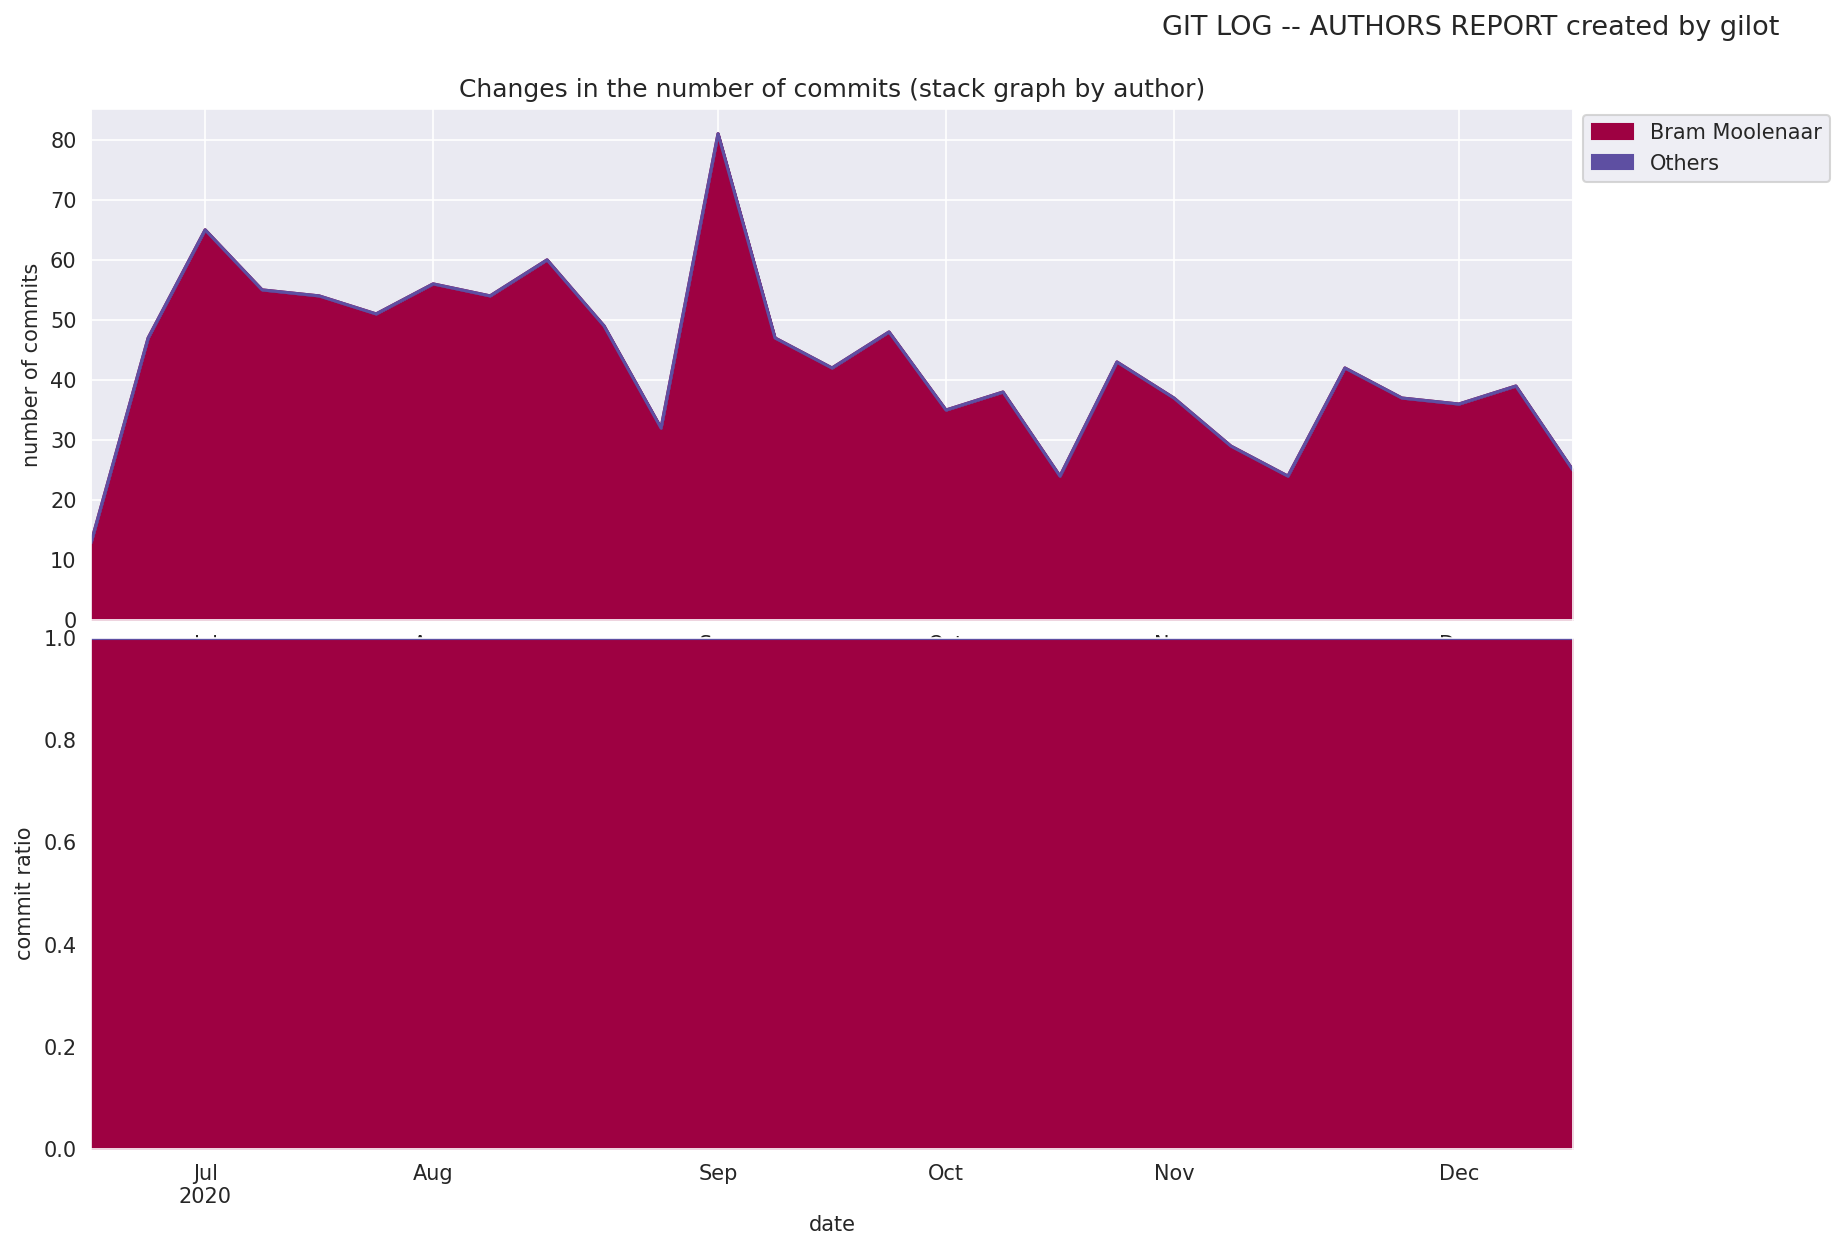 GIT LOG -- AUTHORS REPORT created by gilot
Changes in the number of commits (stack graph by author)
Bram Moolenaar
Others
number of commits
80
70
60
50
40
30
20
10
0
commit ratio
1.0
0.8
0.6
0.4
0.2
0.0
Jul Aug Sep Oct Nov Dec
2020
date